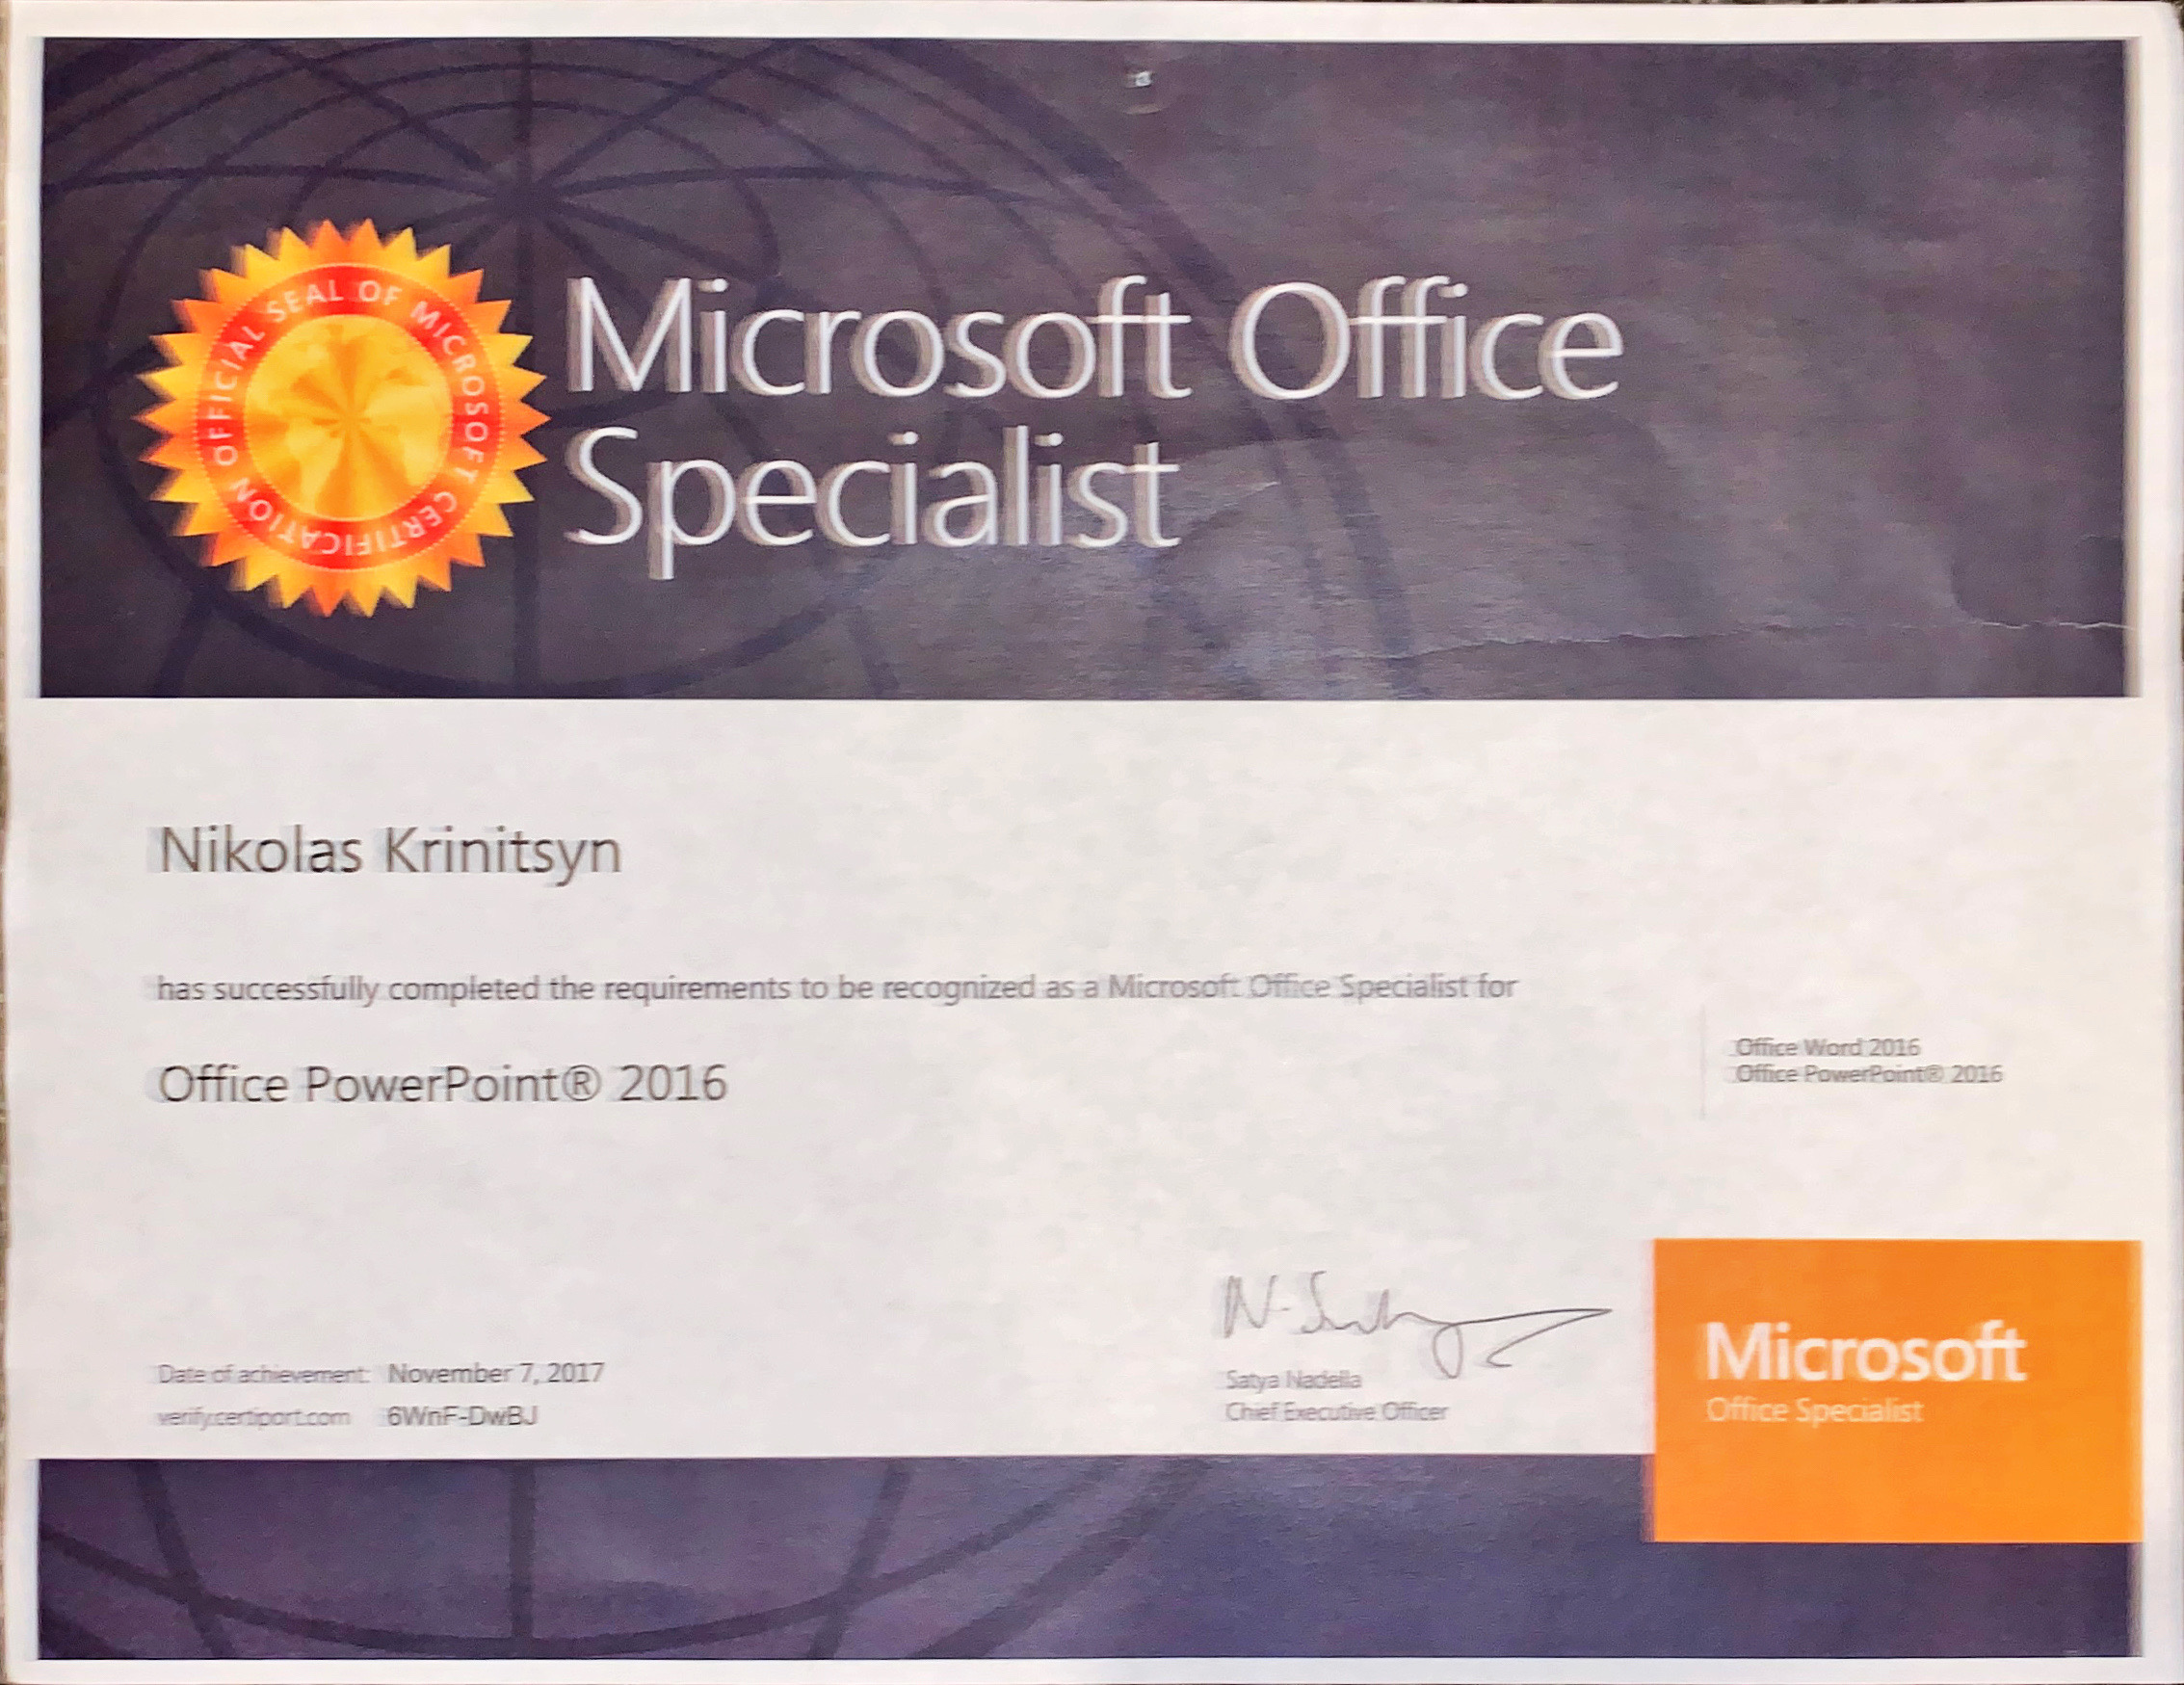 OFFICIAL SEAL OF MICROSOFT CERTIFICATION
Microsoft Office
Specialist
Nikolas Krinitsyn
has successfully completed the requirements to be recognized as a Microsoft Office Specialist for
Office PowerPoint® 2016
Office Word 2016
Office PowerPoint® 2016
N. Satya
Date of achievement: November 7, 2017
verify.certiport.com 6WnF-DwBJ
Satya Nadella
Chief Executive Officer
Microsoft
Office Specialist